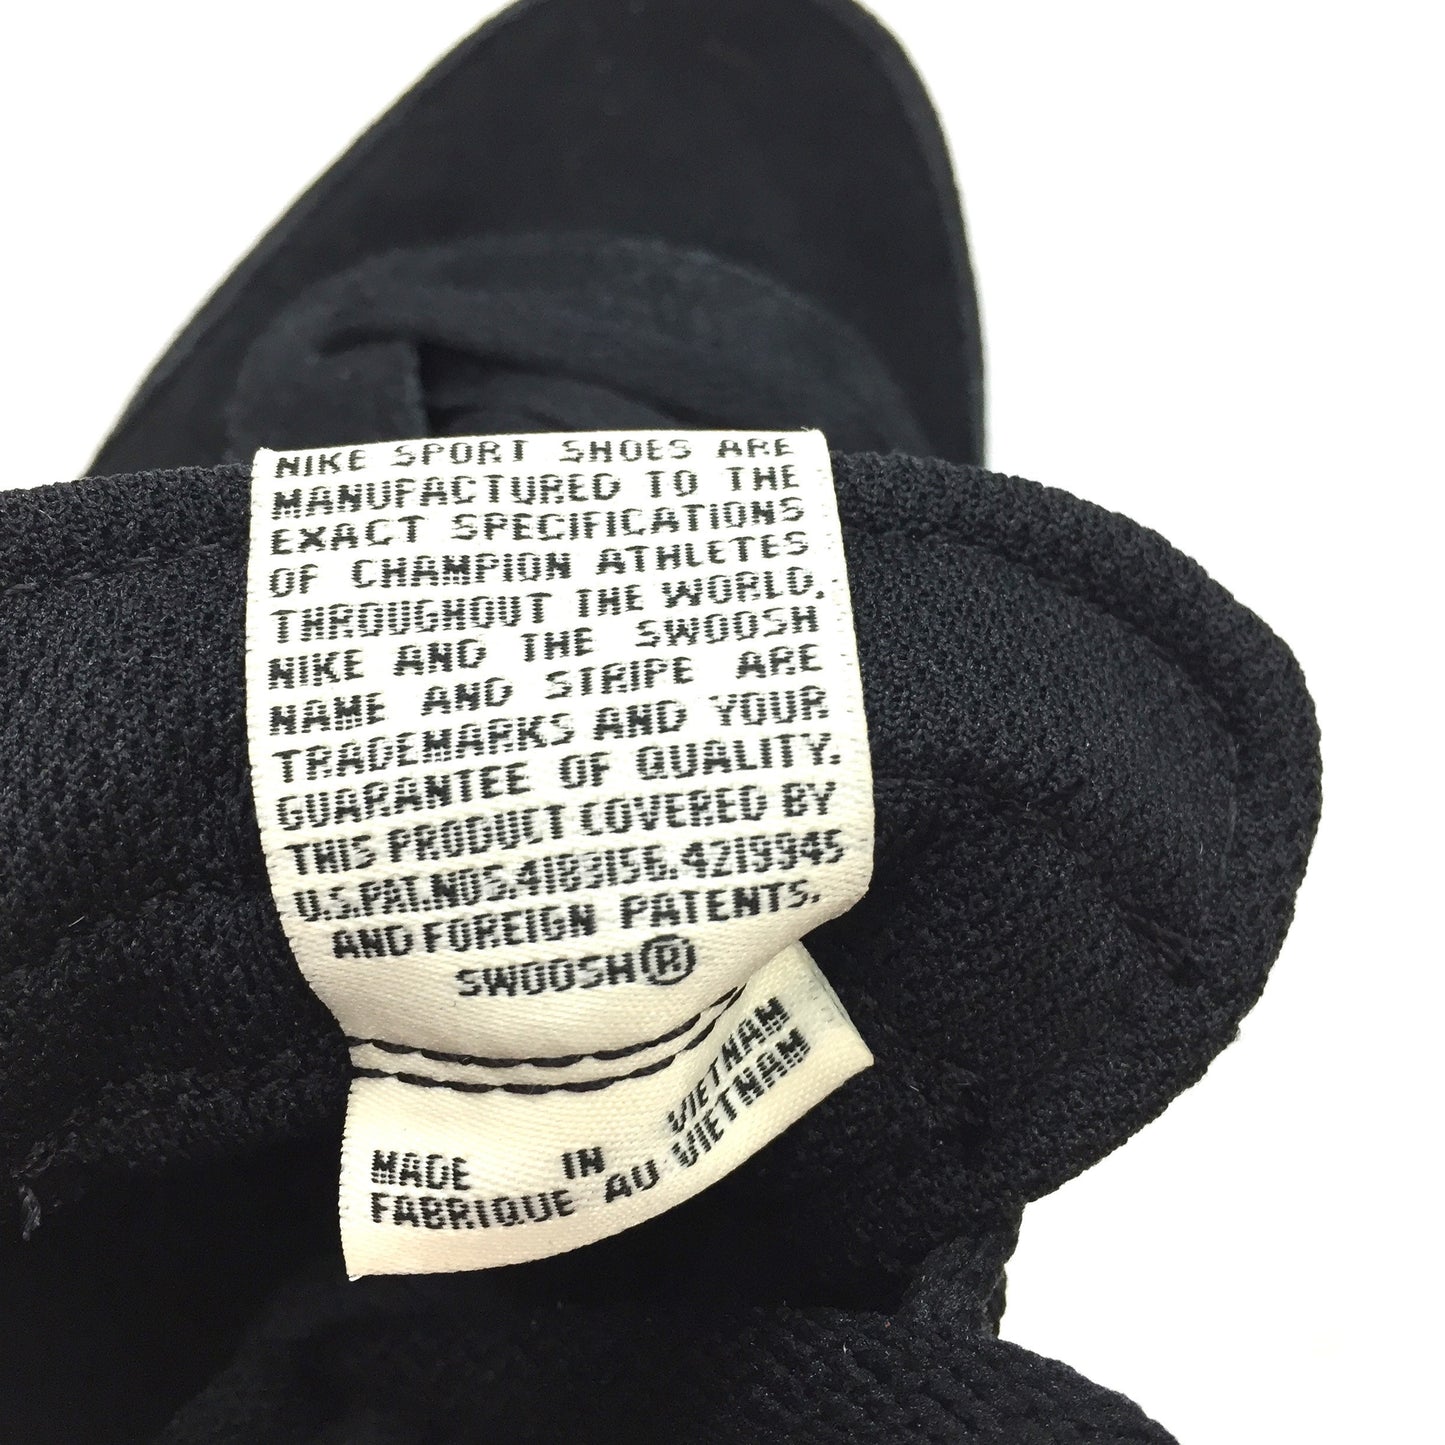 NIKE SPORT SHOES ARE
MANUFACTURED TO THE
EXACT SPECIFICATIONS
OF CHAMPION ATHLETES
THROUGHOUT THE WORLD.
NIKE AND THE SWOOSH
NAME AND STRIPE ARE
TRADEMARKS AND YOUR
GUARANTEE OF QUALITY.
THIS PRODUCT COVERED BY
U.S.PAT.NOS.4183156.4219945
AND FOREIGN PATENTS.
SWOOSH®
MADE IN VIETNAM
FABRIQUE AU VIETNAM